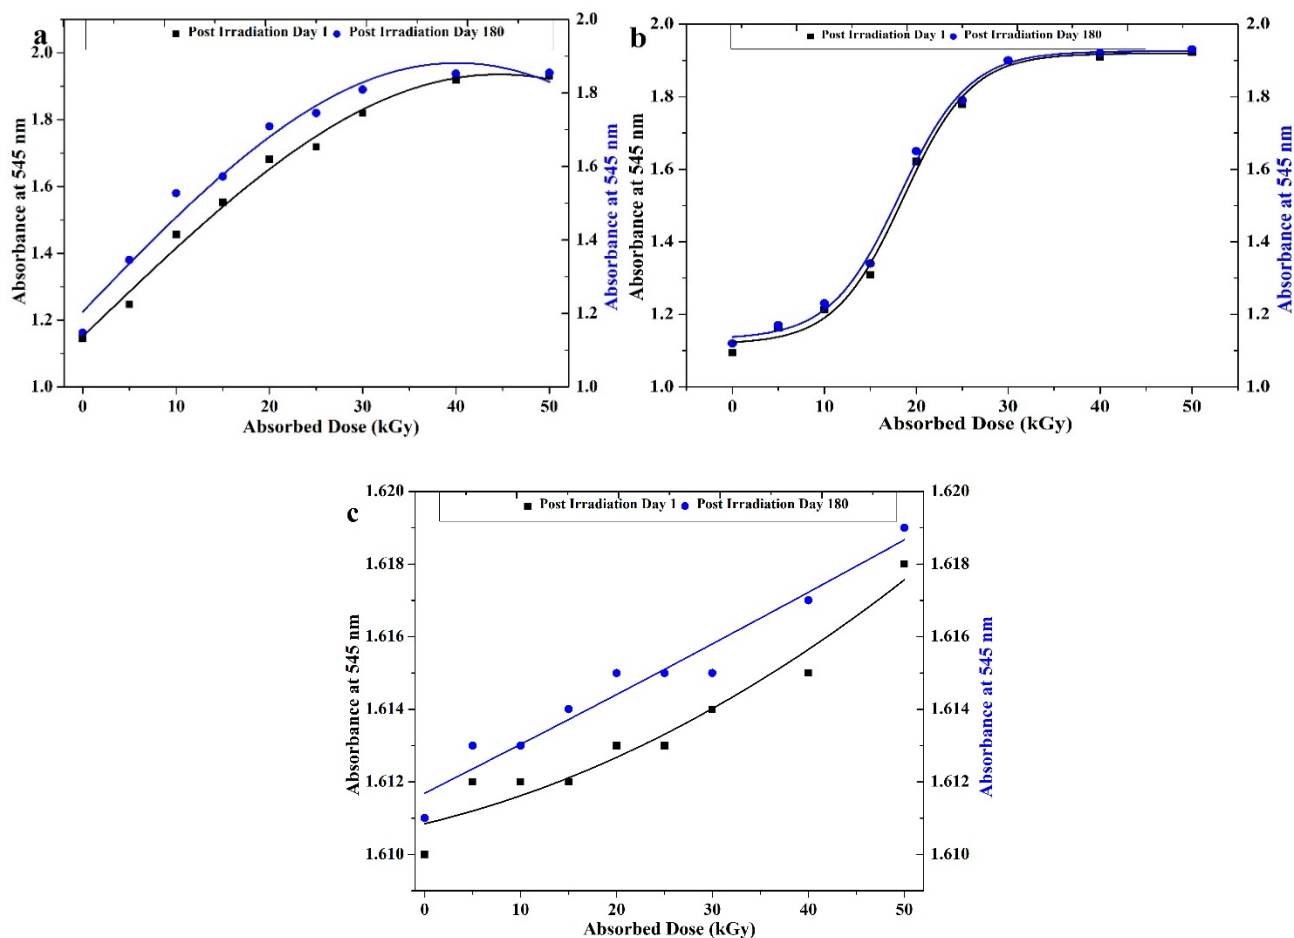 a
Post Irradiation Day 1 Post Irradiation Day 180
2.0
1.8
1.6
1.4
1.2
1.0
Absorbance at 545 nm
2.0
1.8
1.6
1.4
1.2
1.0
Absorbance at 545 nm
0 10 20 30 40 50
Absorbed Dose (kGy)
b
Post Irradiation Day 1 Post Irradiation Day 180
2.0
1.8
1.6
1.4
1.2
1.0
Absorbance at 545 nm
2.0
1.8
1.6
1.4
1.2
1.0
Absorbance at 545 nm
0 10 20 30 40 50
Absorbed Dose (kGy)
c
Post Irradiation Day 1 Post Irradiation Day 180
1.620
1.618
1.616
1.614
1.612
1.610
Absorbance at 545 nm
1.620
1.618
1.616
1.614
1.612
1.610
Absorbance at 545 nm
0 10 20 30 40 50
Absorbed Dose (kGy)